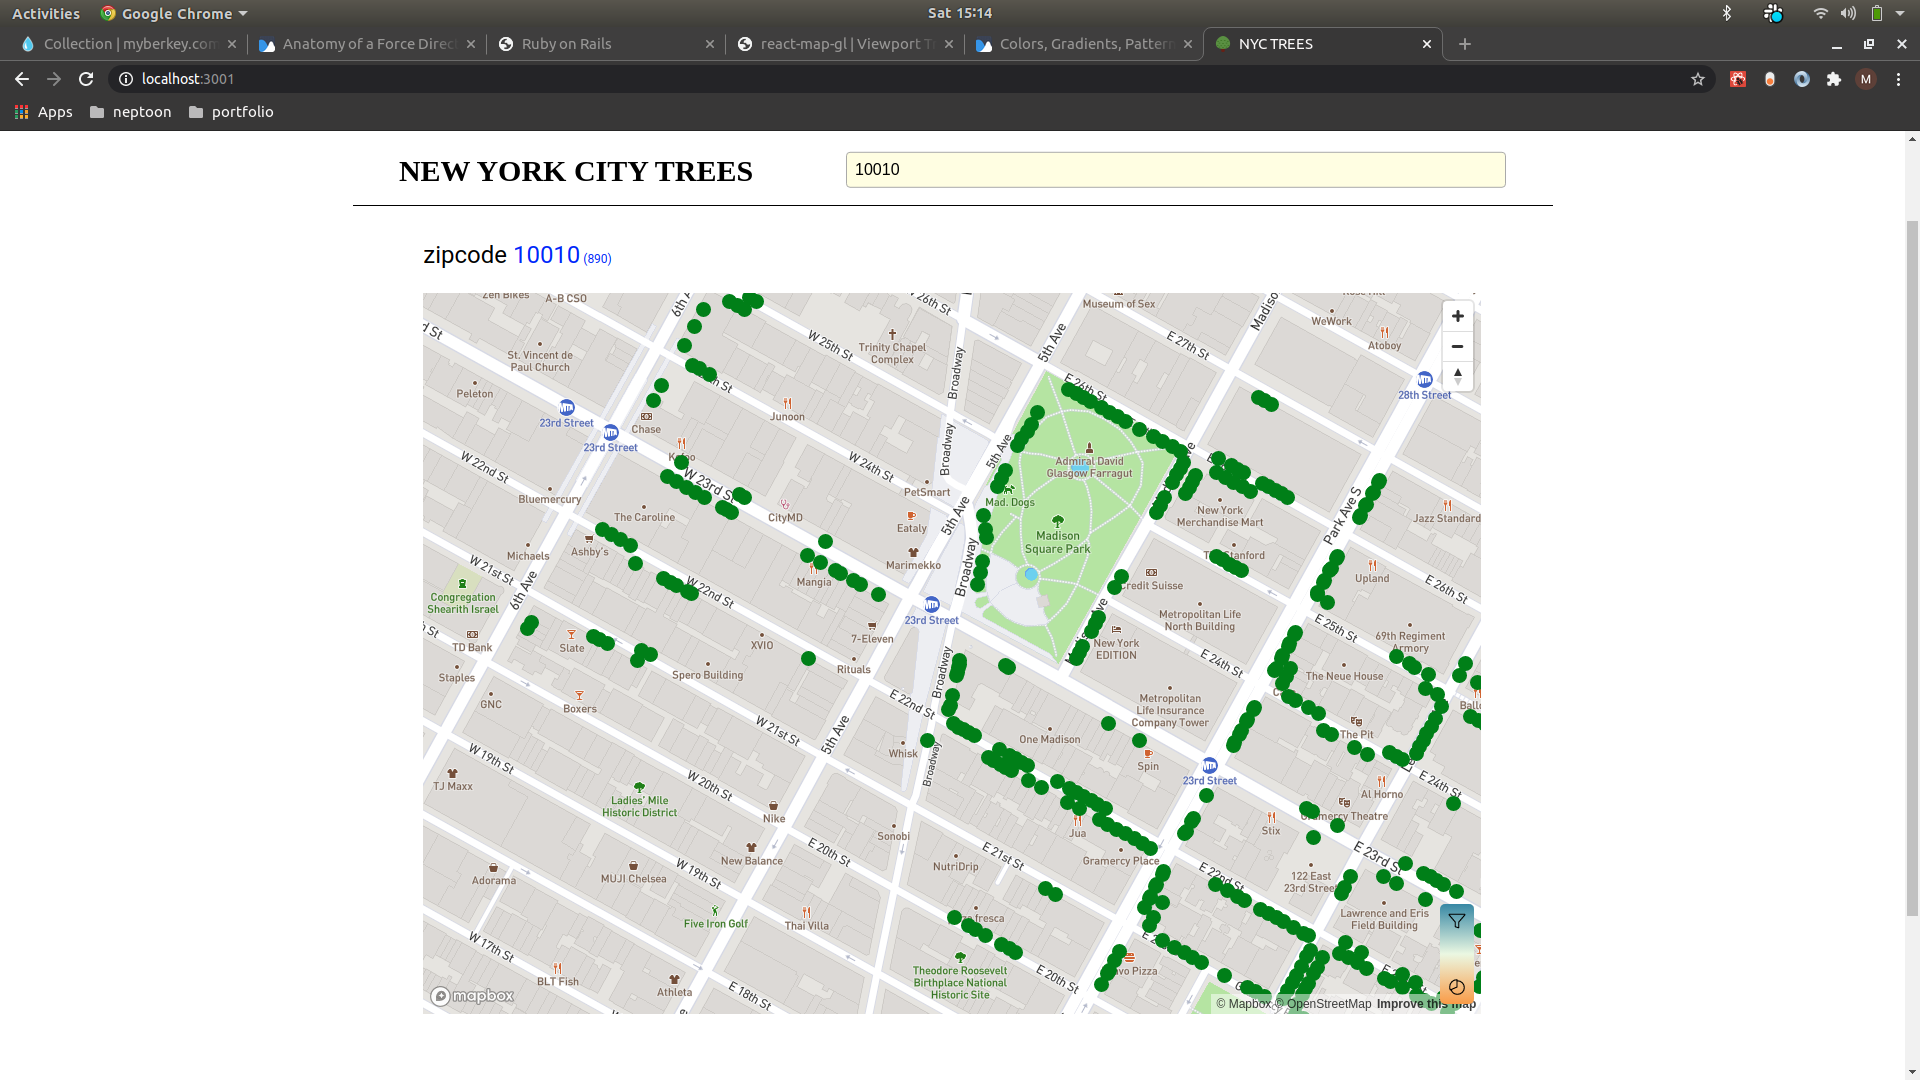 Activities
Google Chrome
Sat 15:14
Collection | myberkey.com
Anatomy of a Force Direc
Ruby on Rails
react-map-gl | Viewport T
Colors, Gradients, Pattern
NYC TREES
localhost:3001
M
Apps
neptoon
portfolio
NEW YORK CITY TREES
10010
zipcode 10010 (890)
Zen Bikes
A-B CSO
6th A
W 26th St
Museum of Sex
Madiso
WeWork
Atoboy
St. Vincent de
Paul Church
Trinity Chapel
Complex
W 25th St
Broadway
5th Ave
E 27th St
Peleton
Junoon
E 26th St
28th Street
23rd Street
Chase
23rd Street
W 22nd St
Bluemercury
W 23rd St
W 24th St
Broadway
5th Ave
PetSmart
CityMD
Eataly
Admiral David
Glasgow Farragut
Mad. Dogs
Madison
Square Park
New York
Merchandise Mart
Park Ave S
Jazz Standard
The Caroline
Ashby's
Michaels
W 21st St
6th Ave
Congregation
Shearith Israel
TD Bank
Slate
W 22nd St
Mangia
Marimekko
5th Ave
Broadway
23rd Street
7-Eleven
Credit Suisse
Metropolitan Life
North Building
Upland
E 26th St
E 25th St
69th Regiment
Armory
New York
EDITION
E 24th St
The Neue House
Staples
GNC
Boxers
Spero Building
XVIO
Rituals
Broadway
E 22nd St
Metropolitan
Life Insurance
Company Tower
The Pit
W 21st St
5th Ave
Whisk
One Madison
Spin
23rd Street
E 24th St
W 19th St
TJ Maxx
Ladies' Mile
Historic District
W 20th St
Nike
Broadway
Al Horno
Gramercy Theatre
Sonobi
Jua
Stix
E 23rd St
New Balance
E 20th St
NutriDrip
E 21st St
Gramercy Place
E 22nd St
122 East
23rd Street
Adorama
MUJI Chelsea
W 19th St
Five Iron Golf
Thai Villa
Lawrence and Eris
Field Building
W 17th St
BLT Fish
Athleta
E 18th St
Theodore Roosevelt
Birthplace National
Historic Site
E 20th St
mapbox
© Mapbox © OpenStreetMap Improve this map